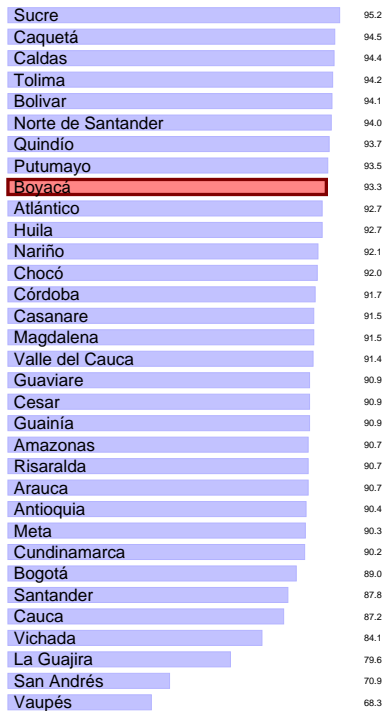 Sucre 95.2
Caquetá 94.5
Caldas 94.4
Tolima 94.2
Bolivar 94.1
Norte de Santander 94.0
Quindío 93.7
Putumayo 93.5
Boyacá 93.3
Atlántico 92.7
Huila 92.7
Nariño 92.1
Chocó 92.0
Córdoba 91.7
Casanare 91.5
Magdalena 91.5
Valle del Cauca 91.4
Guaviare 90.9
Cesar 90.9
Guainía 90.9
Amazonas 90.7
Risaralda 90.7
Arauca 90.7
Antioquia 90.4
Meta 90.3
Cundinamarca 90.2
Bogotá 89.0
Santander 87.8
Cauca 87.2
Vichada 84.1
La Guajira 79.6
San Andrés 70.9
Vaupés 68.3